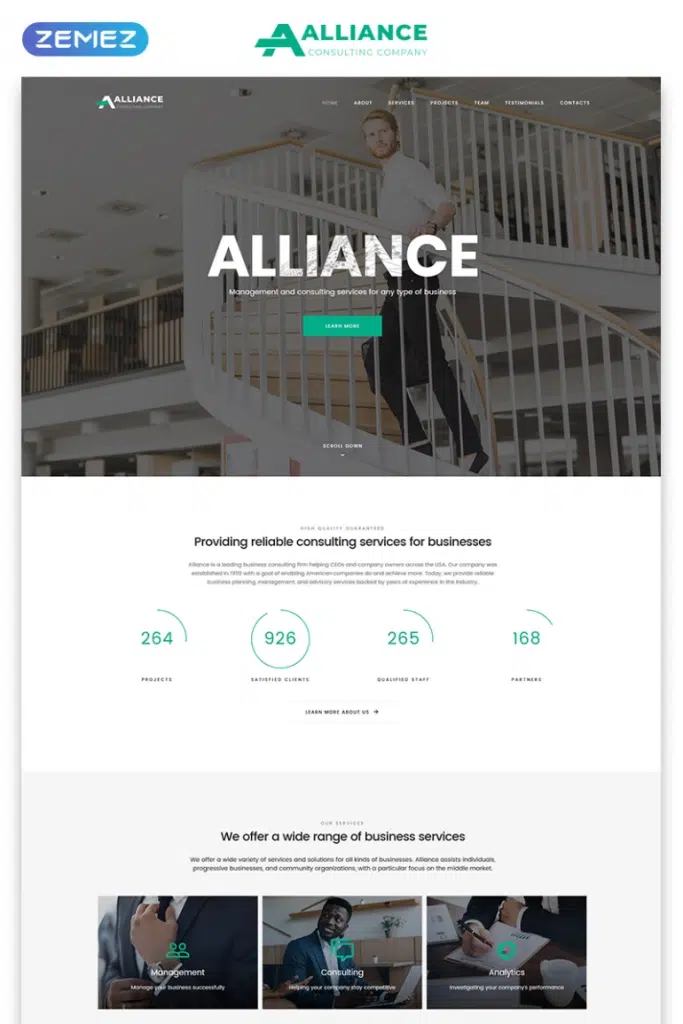 ZEMEZ
ALLIANCE
CONSULTING COMPANY
ALLIANCE
HOME ABOUT SERVICES PROJECTS TEAM TESTIMONIALS CONTACTS
ALLIANCE
Management and consulting services for any type of business
LEARN MORE
SCROLL DOWN
HIGH QUALITY GUARANTEED
Providing reliable consulting services for businesses
Alliance is a leading business consulting firm helping CEOs and company owners across the USA. Our company was
established in 1970 with a goal of enabling American companies do and achieve more. Today, we provide reliable
business planning, management, and advisory services backed by years of experience in the industry.
264 926 265 168
PROJECTS SATISFIED CLIENTS QUALIFIED STAFF PARTNERS
LEARN MORE ABOUT US
OUR SERVICES
We offer a wide range of business services
We offer a wide variety of services and solutions for all kinds of businesses. Alliance assists individuals,
progressive businesses, and community organizations, with a particular focus on the middle market.
Management Consulting Analytics
Manage your business successfully Helping your company stay competitive Investigating your company's performance